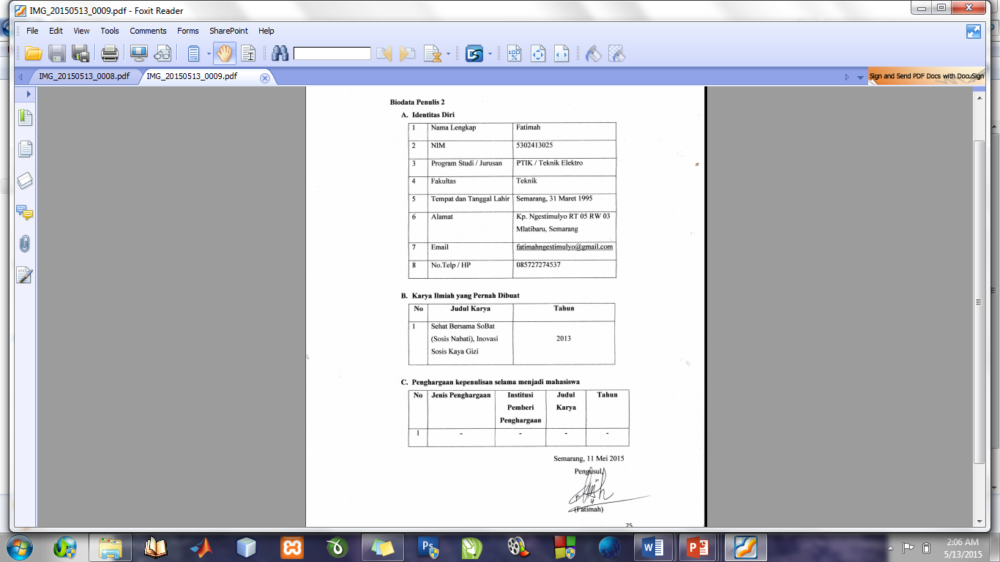 IMG_20150513_0009.pdf - Foxit Reader
File Edit View Tools Comments Forms SharePoint Help
IMG_20150513_0008.pdf IMG_20150513_0009.pdf Sign and Send PDF Docs with DocuSign
Biodata Penulis 2
A. Identitas Diri
1 Nama Lengkap Fatimah
2 NIM 5302413025
3 Program Studi / Jurusan PTIK / Teknik Elektro
4 Fakultas Teknik
5 Tempat dan Tanggal Lahir Semarang, 31 Maret 1995
6 Alamat Kp. Ngestimulyo RT 05 RW 03
Mlatibaru, Semarang
7 Email fatimahngestimulyo@gmail.com
8 No.Telp / HP 085727274537
B. Karya Ilmiah yang Pernah Dibuat
No Judul Karya Tahun
1 Sehat Bersama SoBat
(Sosis Nabati), Inovasi 2013
Sosis Kaya Gizi
C. Penghargaan kepenulisan selama menjadi mahasiswa
No Jenis Penghargaan Institusi Judul Tahun
Pemberi Karya
Penghargaan
1 - - - -
Semarang, 11 Mei 2015
Pengusul,
(Fatimah)
25
2:06 AM
5/13/2015